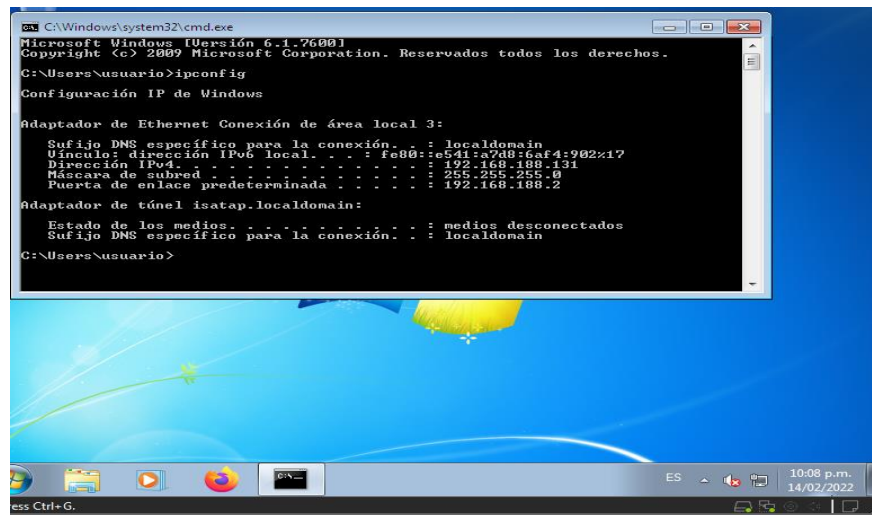 C:\Windows\system32\cmd.exe
Microsoft Windows [Versión 6.1.7600]
Copyright (c) 2009 Microsoft Corporation. Reservados todos los derechos.
C:\Users\usuario>ipconfig
Configuración IP de Windows
Adaptador de Ethernet Conexión de área local 3:
Sufijo DNS específico para la conexión. . : localdomain
Vínculo: dirección IPv6 local. . . : fe80::e541:a7d8:6af4:902%17
Dirección IPv4. . . . . . . . . . . . . . : 192.168.188.131
Máscara de subred . . . . . . . . . . . . : 255.255.255.0
Puerta de enlace predeterminada . . . . . : 192.168.188.2
Adaptador de túnel isatap.localdomain:
Estado de los medios. . . . . . . . . . . : medios desconectados
Sufijo DNS específico para la conexión. . : localdomain
C:\Users\usuario>
ES
10:08 p.m.
14/02/2022
ess Ctrl+G.